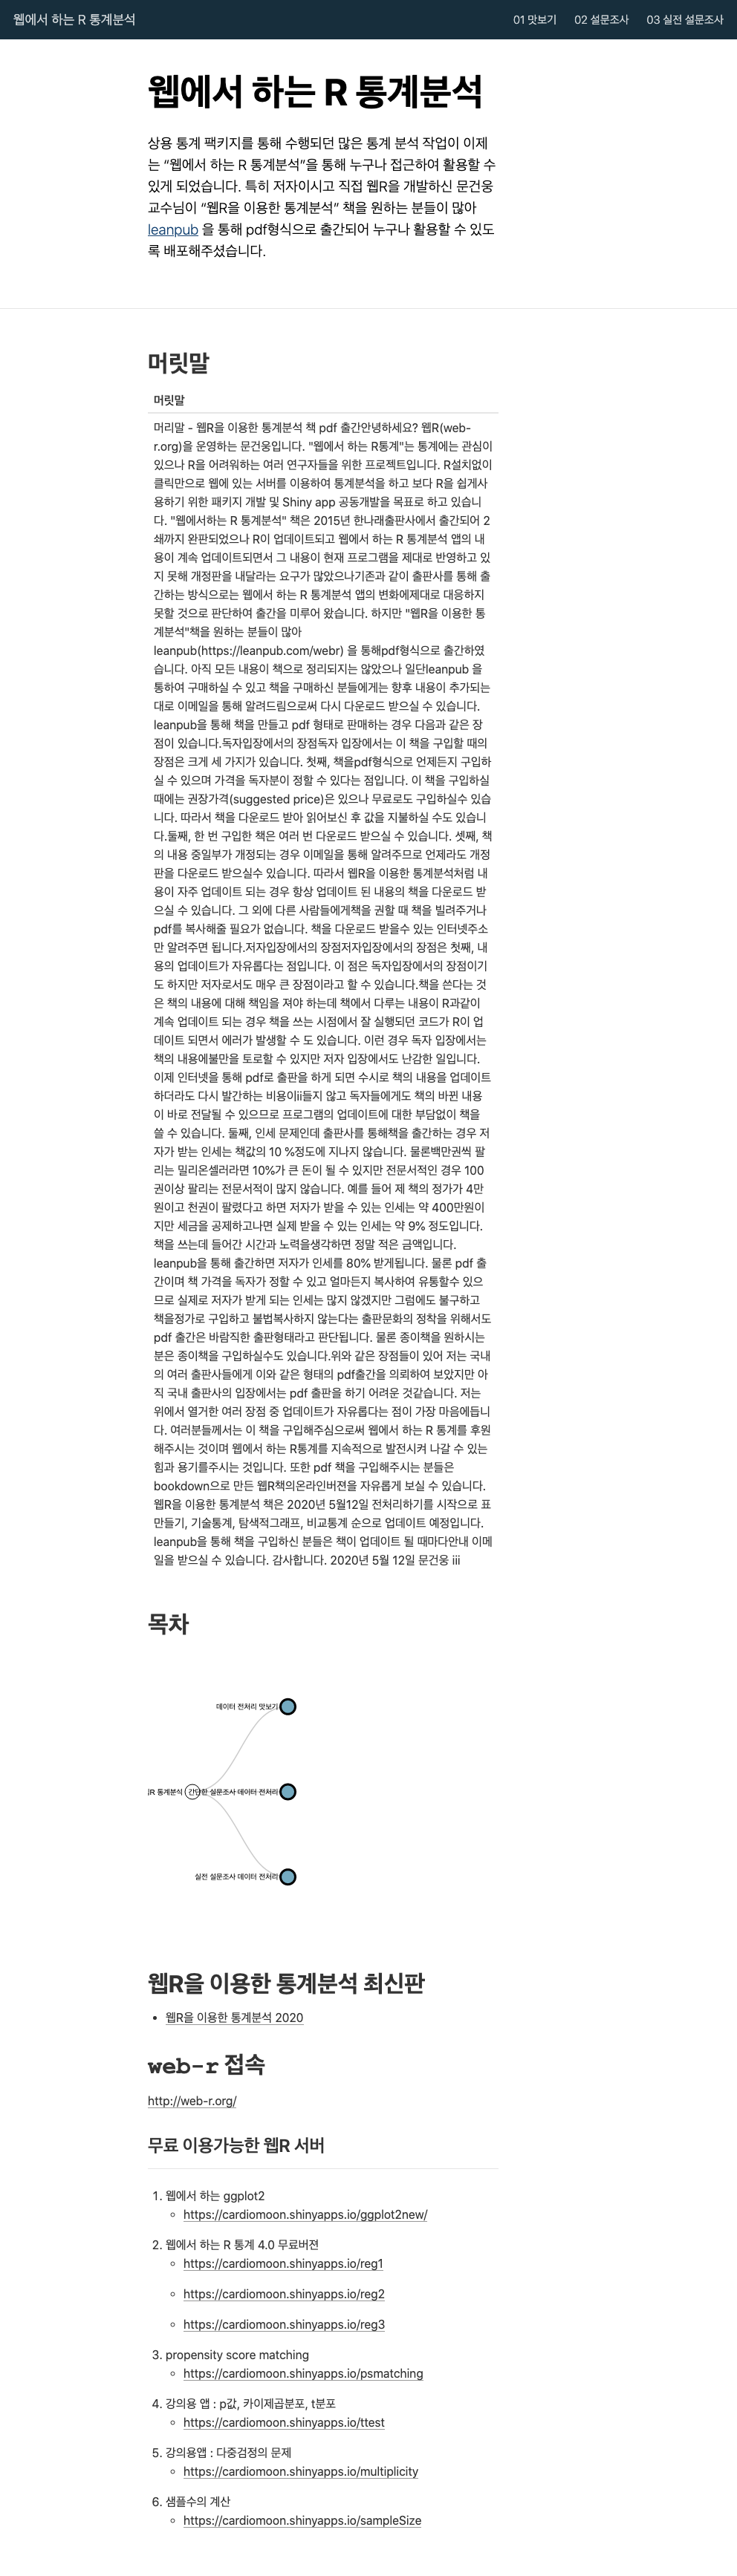 웹에서 하는 R 통계분석
01 맛보기 02 설문조사 03 실전 설문조사
웹에서 하는 R 통계분석
상용 통계 팩키지를 통해 수행되던 많은 통계 분석 작업이 이제
는 “웹에서 하는 R 통계분석”을 통해 누구나 접근하여 활용할 수
있게 되었습니다. 특히 저자이시고 직접 웹R을 개발하신 문건웅
교수님이 “웹R을 이용한 통계분석” 책을 원하는 분들이 많아
leanpub 을 통해 pdf형식으로 출간되어 누구나 활용할 수 있도
록 배포해주셨습니다.
머릿말
머릿말
머리말 - 웹R을 이용한 통계분석 책 pdf 출간안녕하세요? 웹R(web-
r.org)을 운영하는 문건웅입니다. "웹에서 하는 R통계"는 통계에는 관심이
있으나 R을 어려워하는 여러 연구자들을 위한 프로젝트입니다. R설치없이
클릭만으로 웹에 있는 서버를 이용하여 통계분석을 하고 보다 R을 쉽게사
용하기 위한 패키지 개발 및 Shiny app 공동개발을 목표로 하고 있습니
다. "웹에서하는 R 통계분석" 책은 2015년 한나래출판사에서 출간되어 2
쇄까지 완판되었으나 R이 업데이트되고 웹에서 하는 R 통계분석 앱의 내
용이 계속 업데이트되면서 그 내용이 현재 프로그램을 제대로 반영하고 있
지 못해 개정판을 내달라는 요구가 많았으나기존과 같이 출판사를 통해 출
간하는 방식으로는 웹에서 하는 R 통계분석 앱의 변화에제대로 대응하지
못할 것으로 판단하여 출간을 미루어 왔습니다. 하지만 "웹R을 이용한 통
계분석"책을 원하는 분들이 많아
leanpub(https://leanpub.com/webr) 을 통해pdf형식으로 출간하였
습니다. 아직 모든 내용이 책으로 정리되지는 않았으나 일단leanpub 을
통하여 구매하실 수 있고 책을 구매하신 분들에게는 향후 내용이 추가되는
대로 이메일을 통해 알려드림으로써 다시 다운로드 받으실 수 있습니다.
leanpub을 통해 책을 만들고 pdf 형태로 판매하는 경우 다음과 같은 장
점이 있습니다.독자입장에서의 장점독자 입장에서는 이 책을 구입할 때의
장점은 크게 세 가지가 있습니다. 첫째, 책을pdf형식으로 언제든지 구입하
실 수 있으며 가격을 독자분이 정할 수 있다는 점입니다. 이 책을 구입하실
때에는 권장가격(suggested price)은 있으나 무료로도 구입하실수 있습
니다. 따라서 책을 다운로드 받아 읽어보신 후 값을 지불하실 수도 있습니
다.둘째, 한 번 구입한 책은 여러 번 다운로드 받으실 수 있습니다. 셋째, 책
의 내용 중일부가 개정되는 경우 이메일을 통해 알려주므로 언제라도 개정
판을 다운로드 받으실수 있습니다. 따라서 웹R을 이용한 통계분석처럼 내
용이 자주 업데이트 되는 경우 항상 업데이트 된 내용의 책을 다운로드 받
으실 수 있습니다. 그 외에 다른 사람들에게책을 권할 때 책을 빌려주거나
pdf를 복사해줄 필요가 없습니다. 책을 다운로드 받을수 있는 인터넷주소
만 알려주면 됩니다.저자입장에서의 장점저자입장에서의 장점은 첫째, 내
용의 업데이트가 자유롭다는 점입니다. 이 점은 독자입장에서의 장점이기
도 하지만 저자로서도 매우 큰 장점이라고 할 수 있습니다.책을 쓴다는 것
은 책의 내용에 대해 책임을 져야 하는데 책에서 다루는 내용이 R과같이
계속 업데이트 되는 경우 책을 쓰는 시점에서 잘 실행되던 코드가 R이 업
데이트 되면서 에러가 발생할 수 도 있습니다. 이런 경우 독자 입장에서는
책의 내용에불만을 토로할 수 있지만 저자 입장에서도 난감한 일입니다.
이제 인터넷을 통해 pdf로 출판을 하게 되면 수시로 책의 내용을 업데이트
하더라도 다시 발간하는 비용이ii들지 않고 독자들에게도 책의 바뀐 내용
이 바로 전달될 수 있으므로 프로그램의 업데이트에 대한 부담없이 책을
쓸 수 있습니다. 둘째, 인세 문제인데 출판사를 통해책을 출간하는 경우 저
자가 받는 인세는 책값의 10 %정도에 지나지 않습니다. 물론백만권씩 팔
리는 밀리온셀러라면 10%가 큰 돈이 될 수 있지만 전문서적인 경우 100
권이상 팔리는 전문서적이 많지 않습니다. 예를 들어 제 책의 정가가 4만
원이고 천권이 팔렸다고 하면 저자가 받을 수 있는 인세는 약 400만원이
지만 세금을 공제하고나면 실제 받을 수 있는 인세는 약 9% 정도입니다.
책을 쓰는데 들어간 시간과 노력을생각하면 정말 적은 금액입니다.
leanpub을 통해 출간하면 저자가 인세를 80% 받게됩니다. 물론 pdf 출
간이며 책 가격을 독자가 정할 수 있고 얼마든지 복사하여 유통할수 있으
므로 실제로 저자가 받게 되는 인세는 많지 않겠지만 그럼에도 불구하고
책을정가로 구입하고 불법복사하지 않는다는 출판문화의 정착을 위해서도
pdf 출간은 바람직한 출판형태라고 판단됩니다. 물론 종이책을 원하시는
분은 종이책을 구입하실수도 있습니다.위와 같은 장점들이 있어 저는 국내
의 여러 출판사들에게 이와 같은 형태의 pdf출간을 의뢰하여 보았지만 아
직 국내 출판사의 입장에서는 pdf 출판을 하기 어려운 것같습니다. 저는
위에서 열거한 여러 장점 중 업데이트가 자유롭다는 점이 가장 마음에듭니
다. 여러분들께서는 이 책을 구입해주심으로써 웹에서 하는 R 통계를 후원
해주시는 것이며 웹에서 하는 R통계를 지속적으로 발전시켜 나갈 수 있는
힘과 용기를주시는 것입니다. 또한 pdf 책을 구입해주시는 분들은
bookdown으로 만든 웹R책의온라인버젼을 자유롭게 보실 수 있습니다.
웹R을 이용한 통계분석 책은 2020년 5월12일 전처리하기를 시작으로 표
만들기, 기술통계, 탐색적그래프, 비교통계 순으로 업데이트 예정입니다.
leanpub을 통해 책을 구입하신 분들은 책이 업데이트 될 때마다안내 이메
일을 받으실 수 있습니다. 감사합니다. 2020년 5월 12일 문건웅 iii
목차
데이터 전처리 맛보기
R 통계분석 간단한 설문조사 데이터 전처리
실전 설문조사 데이터 전처리
웹R을 이용한 통계분석 최신판
• 웹R을 이용한 통계분석 2020
web-r 접속
http://web-r.org/
무료 이용가능한 웹R 서버
1. 웹에서 하는 ggplot2
◦ https://cardiomoon.shinyapps.io/ggplot2new/
2. 웹에서 하는 R 통계 4.0 무료버젼
◦ https://cardiomoon.shinyapps.io/reg1
◦ https://cardiomoon.shinyapps.io/reg2
◦ https://cardiomoon.shinyapps.io/reg3
3. propensity score matching
◦ https://cardiomoon.shinyapps.io/psmatching
4. 강의용 앱 : p값, 카이제곱분포, t분포
◦ https://cardiomoon.shinyapps.io/ttest
5. 강의용앱 : 다중검정의 문제
◦ https://cardiomoon.shinyapps.io/multiplicity
6. 샘플수의 계산
◦ https://cardiomoon.shinyapps.io/sampleSize